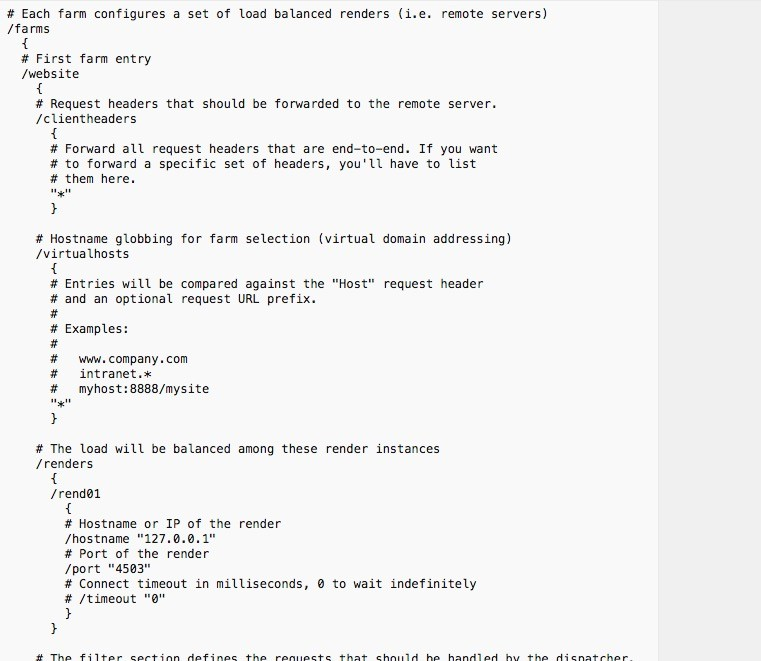 # Each farm configures a set of load balanced renders (i.e. remote servers)
/farms
  {
  # First farm entry
  /website
    {
    # Request headers that should be forwarded to the remote server.
    /clientheaders
      {
      # Forward all request headers that are end-to-end. If you want
      # to forward a specific set of headers, you'll have to list
      # them here.
      "*"
      }

    # Hostname globbing for farm selection (virtual domain addressing)
    /virtualhosts
      {
      # Entries will be compared against the "Host" request header
      # and an optional request URL prefix.
      #
      # Examples:
      #
      #   www.company.com
      #   intranet.*
      #   myhost:8888/mysite
      "*"
      }

    # The load will be balanced among these render instances
    /renders
      {
      /rend01
        {
        # Hostname or IP of the render
        /hostname "127.0.0.1"
        # Port of the render
        /port "4503"
        # Connect timeout in milliseconds, 0 to wait indefinitely
        # /timeout "0"
        }
      }

    # The filter section defines the requests that should be handled by the dispatcher.